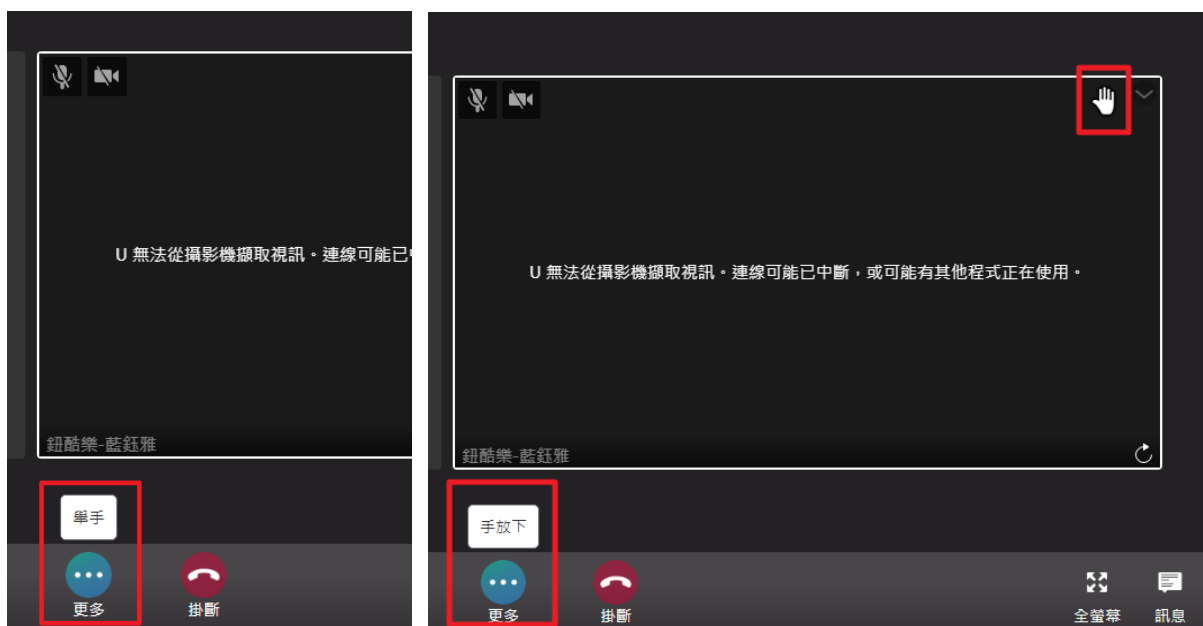 U 無法從攝影機擷取視訊。連線可能已
鈕酷樂-藍鈺雅
舉手
更多
掛斷
U 無法從攝影機擷取視訊。連線可能已中斷，或可能有其他程式正在使用。
鈕酷樂-藍鈺雅
手放下
更多
掛斷
全螢幕
訊息